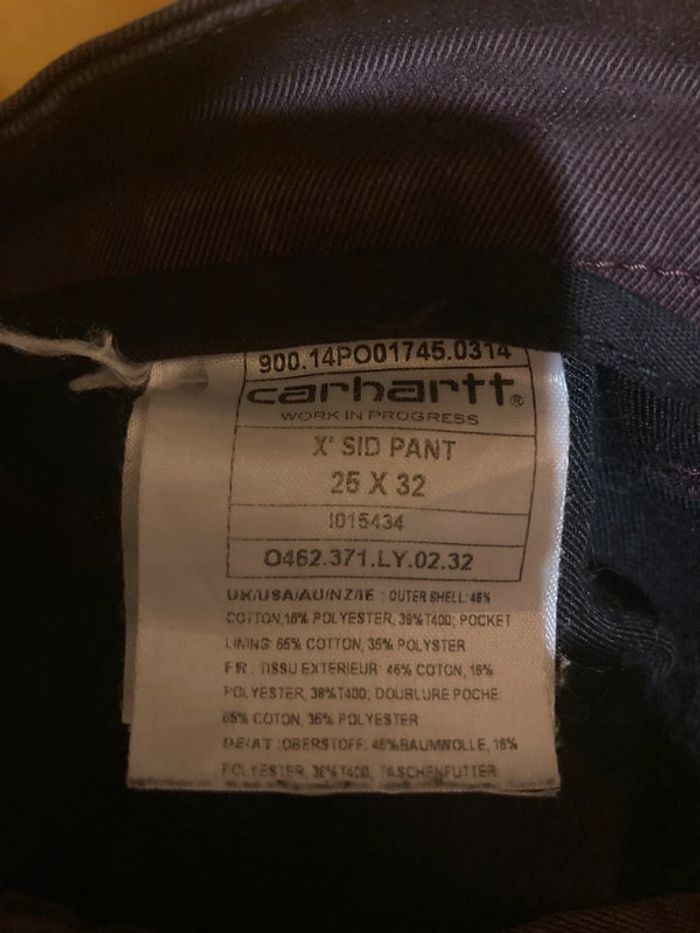 900.14PO01745.0314
carhartt®
WORK IN PROGRESS
X' SID PANT
25 X 32
I015434
O462.371.LY.02.32
UK/USA/AU/NZ/IE : OUTER SHELL: 46%
COTTON,16% POLYESTER, 38%T400; POCKET
LINING: 65% COTTON, 35% POLYSTER
FR : TISSU EXTERIEUR: 46% COTON, 16%
POLYESTER, 38%T400; DOUBLURE POCHE:
65% COTON, 35% POLYESTER
DE/AT :OBERSTOFF: 46%BAUMWOLLE, 16%
POLYESTER, 38%T400; TASCHENFUTTER: